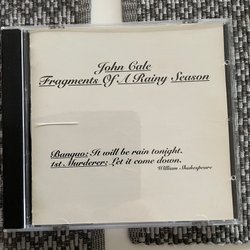 John Cale
Fragments Of A Rainy Season
Banquo: It will be rain tonight.
1st Murderer: Let it come down.
William Shakespeare